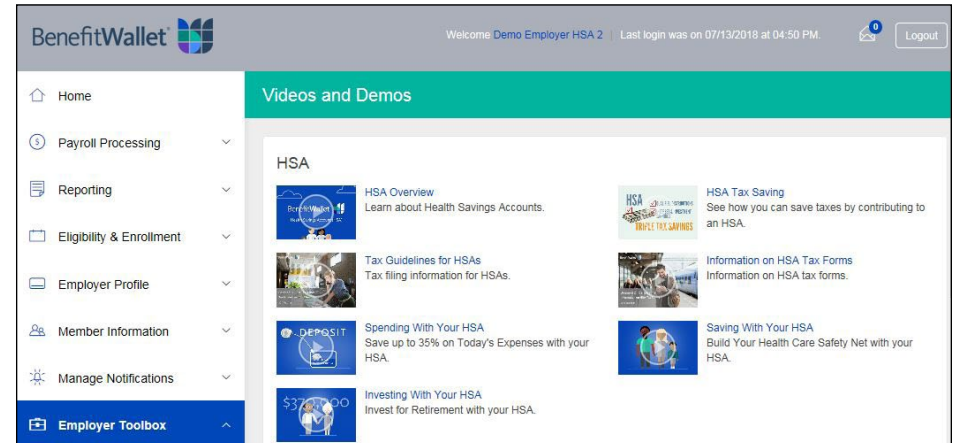 BenefitWallet
Welcome Demo Employer HSA 2 | Last login was on 07/13/2018 at 04:50 PM.
0
Logout
Home
Payroll Processing
Reporting
Eligibility & Enrollment
Employer Profile
Member Information
Manage Notifications
Employer Toolbox
Videos and Demos
HSA
HSA Overview
Learn about Health Savings Accounts.
HSA
TRIPLE TAX SAVINGS
HSA Tax Saving
See how you can save taxes by contributing to
an HSA.
Tax Guidelines for HSAs
Tax filing information for HSAs.
Information on HSA Tax Forms
Information on HSA tax forms.
DEPOSIT
Spending With Your HSA
Save up to 35% on Today's Expenses with your
HSA.
Saving With Your HSA
Build Your Health Care Safety Net with your
HSA.
Investing With Your HSA
Invest for Retirement with your HSA.